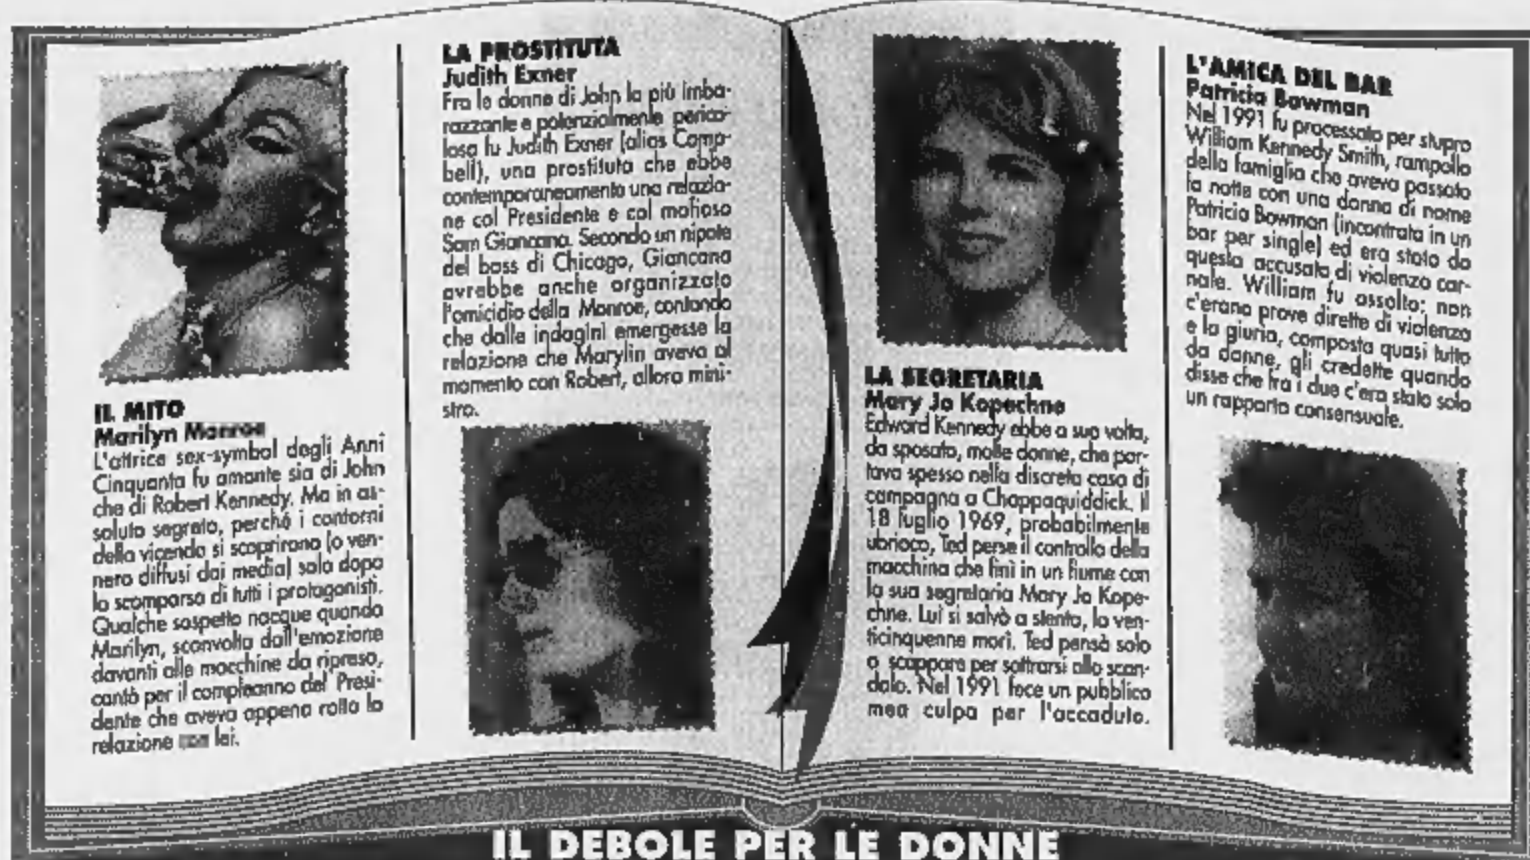 IL MITO
Marilyn Monroe
L'attrice sex-symbol degli Anni
Cinquanta fu amante sia di John
che di Robert Kennedy. Ma in as-
soluto segreto, perché i contorni
della vicenda si scoprirono (o ven-
nero diffusi dai media) solo dopo
la scomparsa di tutti i protagonisti.
Qualche sospetto nacque quando
Marilyn, sconvolta dall'emozione
davanti alle macchine da ripresa,
cantò per il compleanno del Presi-
dente che aveva appena rotto la
relazione con lei.
LA PROSTITUTA
Judith Exner
Fra le donne di John la più imba-
razzante e potenzialmente perico-
losa fu Judith Exner (alias Camp-
bell), una prostituta che ebbe
contemporaneamente una relazio-
ne col Presidente e col mafioso
Sam Giancana. Secondo un nipote
del boss di Chicago, Giancana
avrebbe anche organizzato
l'omicidio della Monroe, contando
che dalle indagini emergesse la
relazione che Marylin aveva al
momento con Robert, allora mini-
stro.
LA SEGRETARIA
Mary Jo Kopechne
Edward Kennedy ebbe a sua volta,
da sposato, molte donne, che por-
tava spesso nella discreta casa di
campagna a Chappaquiddick. Il
18 luglio 1969, probabilmente
ubriaco, Ted perse il controllo della
macchina che finì in un fiume con
la sua segretaria Mary Jo Kope-
chne. Lui si salvò a stento, la ven-
ticinquenne morì. Ted pensò solo
a scappare per sottrarsi allo scan-
dalo. Nel 1991 fece un pubblico
mea culpa per l'accaduto.
L'AMICA DEL BAR
Patricia Bowman
Nel 1991 fu processato per stupro
William Kennedy Smith, rampollo
della famiglia che aveva passato
la notte con una donna di nome
Patricia Bowman (incontrata in un
bar per single) ed era stato da
questa accusato di violenza car-
nale. William fu assolto: non
c'erano prove dirette di violenza
e la giuria, composta quasi tutta
da donne, gli credette quando
disse che fra i due c'era stato solo
un rapporto consensuale.
IL DEBOLE PER LE DONNE